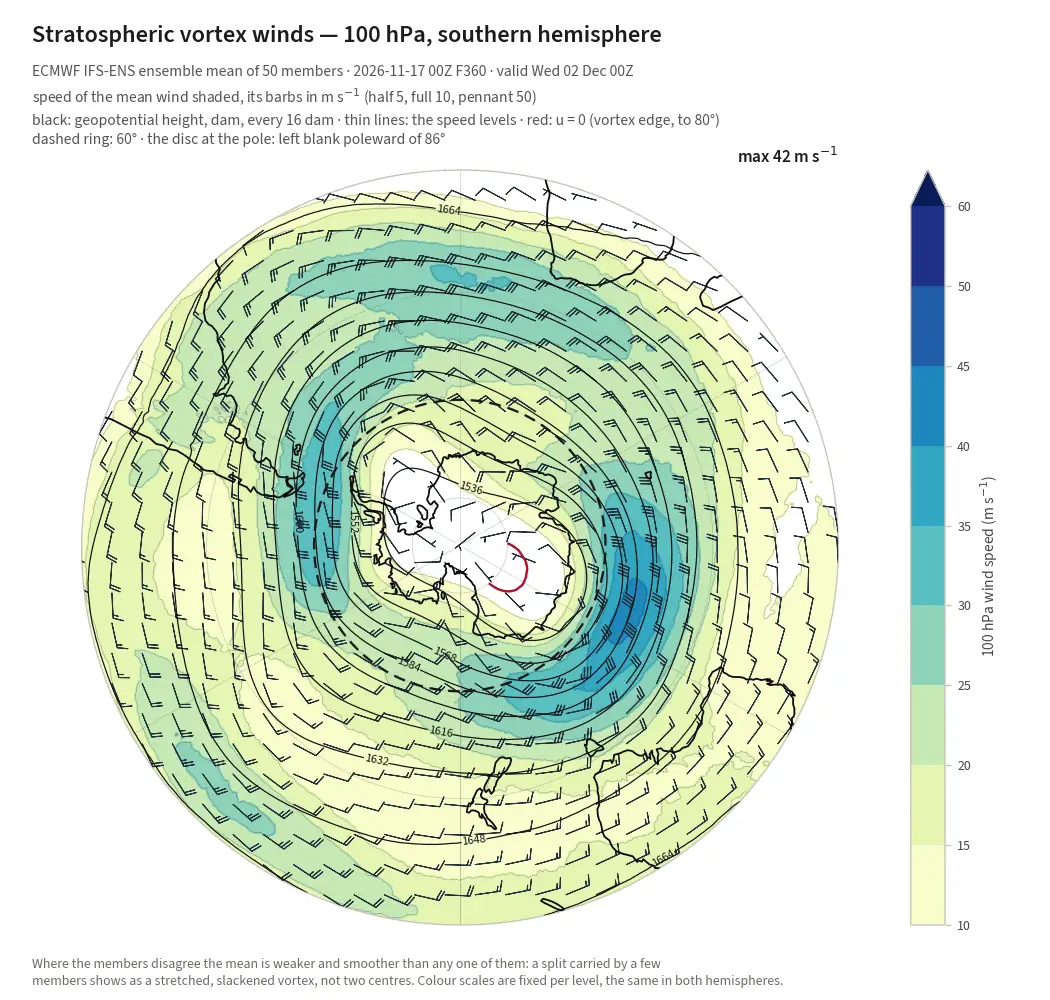 Stratospheric vortex winds — 100 hPa, southern hemisphere
ECMWF IFS-ENS ensemble mean of 50 members · 2026-11-17 00Z F360 · valid Wed 02 Dec 00Z
speed of the mean wind shaded, its barbs in m s⁻¹ (half 5, full 10, pennant 50)
black: geopotential height, dam, every 16 dam · thin lines: the speed levels · red: u = 0 (vortex edge, to 80°)
dashed ring: 60° · the disc at the pole: left blank poleward of 86°
max 42 m s⁻¹
1664
1536
1552
1600
1568
1584
1616
1632
1648
1664
60
50
45
40
35
30
25
20
15
10
100 hPa wind speed (m s⁻¹)
Where the members disagree the mean is weaker and smoother than any one of them: a split carried by a few
members shows as a stretched, slackened vortex, not two centres. Colour scales are fixed per level, the same in both hemispheres.